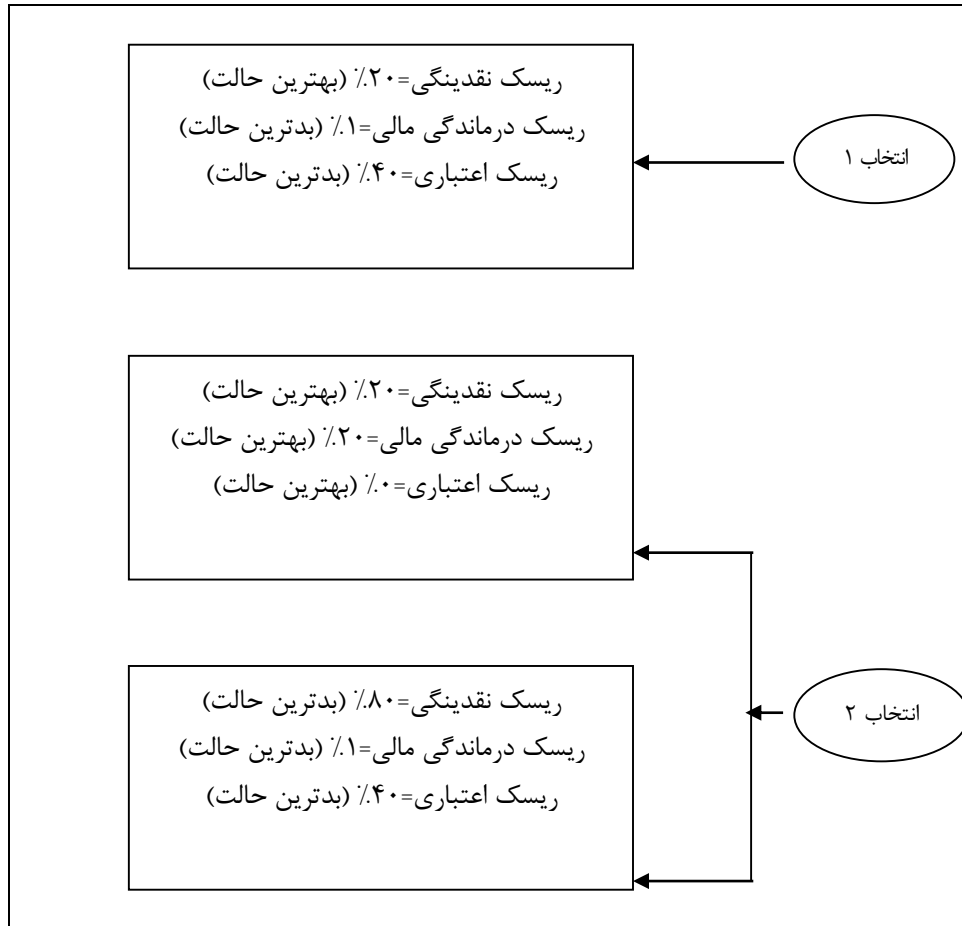 ریسک نقدینگی=۲۰٪ (بهترین حالت)
ریسک درماندگی مالی=۱٪ (بدترین حالت)
ریسک اعتباری=۴۰٪ (بدترین حالت)
انتخاب ۱
ریسک نقدینگی=۲۰٪ (بهترین حالت)
ریسک درماندگی مالی=۲۰٪ (بهترین حالت)
ریسک اعتباری=۰٪ (بهترین حالت)
ریسک نقدینگی=۸۰٪ (بدترین حالت)
ریسک درماندگی مالی=۱٪ (بدترین حالت)
ریسک اعتباری=۴۰٪ (بدترین حالت)
انتخاب ۲